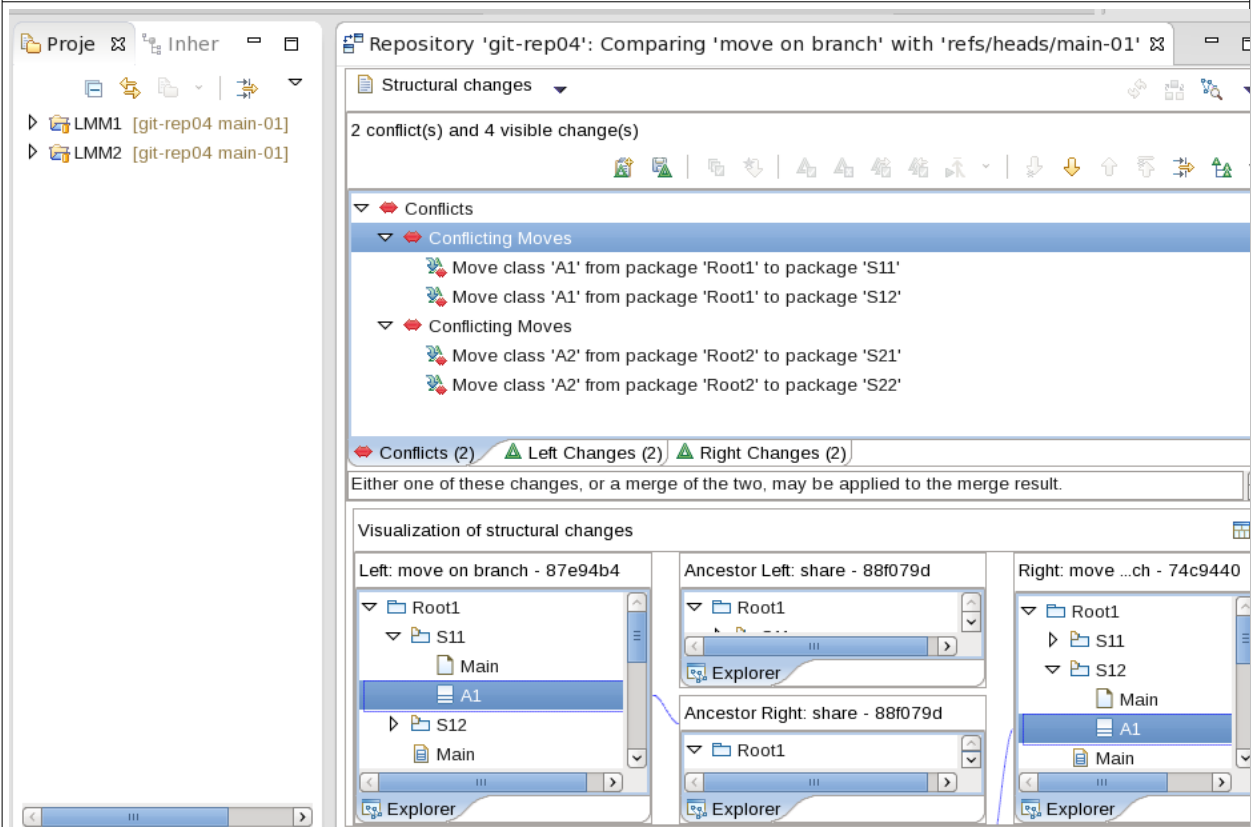 Proje Inher
LMM1 [git-rep04 main-01]
LMM2 [git-rep04 main-01]
Repository 'git-rep04': Comparing 'move on branch' with 'refs/heads/main-01'
Structural changes
2 conflict(s) and 4 visible change(s)
Conflicts
Conflicting Moves
Move class 'A1' from package 'Root1' to package 'S11'
Move class 'A1' from package 'Root1' to package 'S12'
Conflicting Moves
Move class 'A2' from package 'Root2' to package 'S21'
Move class 'A2' from package 'Root2' to package 'S22'
Conflicts (2) Left Changes (2) Right Changes (2)
Either one of these changes, or a merge of the two, may be applied to the merge result.
Visualization of structural changes
Left: move on branch - 87e94b4
Root1
S11
Main
A1
S12
Main
Explorer
Ancestor Left: share - 88f079d
Root1
Explorer
Ancestor Right: share - 88f079d
Root1
Explorer
Right: move ...ch - 74c9440
Root1
S11
S12
Main
A1
Main
Explorer